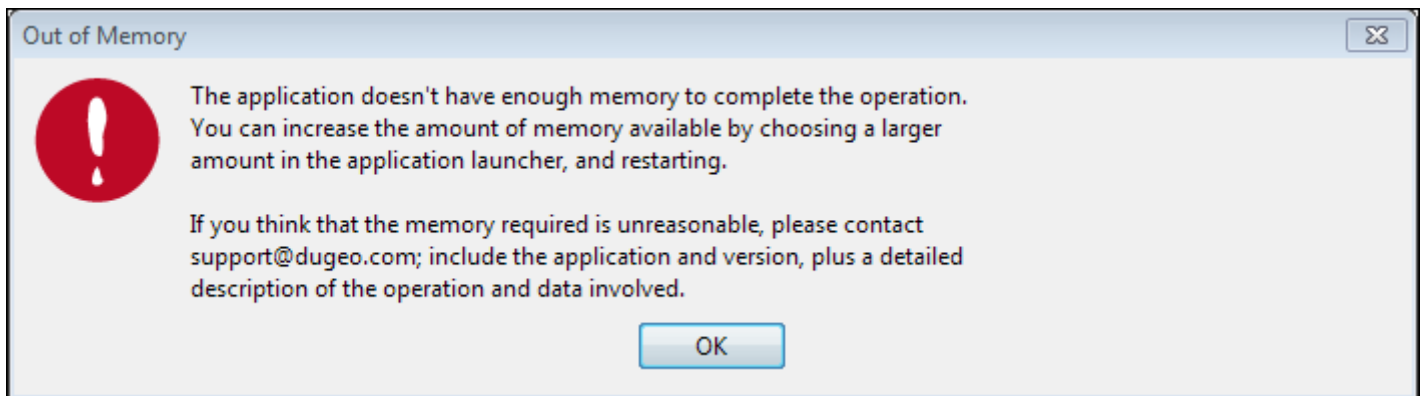 Out of Memory
The application doesn't have enough memory to complete the operation.
You can increase the amount of memory available by choosing a larger
amount in the application launcher, and restarting.
If you think that the memory required is unreasonable, please contact
support@dugeo.com; include the application and version, plus a detailed
description of the operation and data involved.
OK